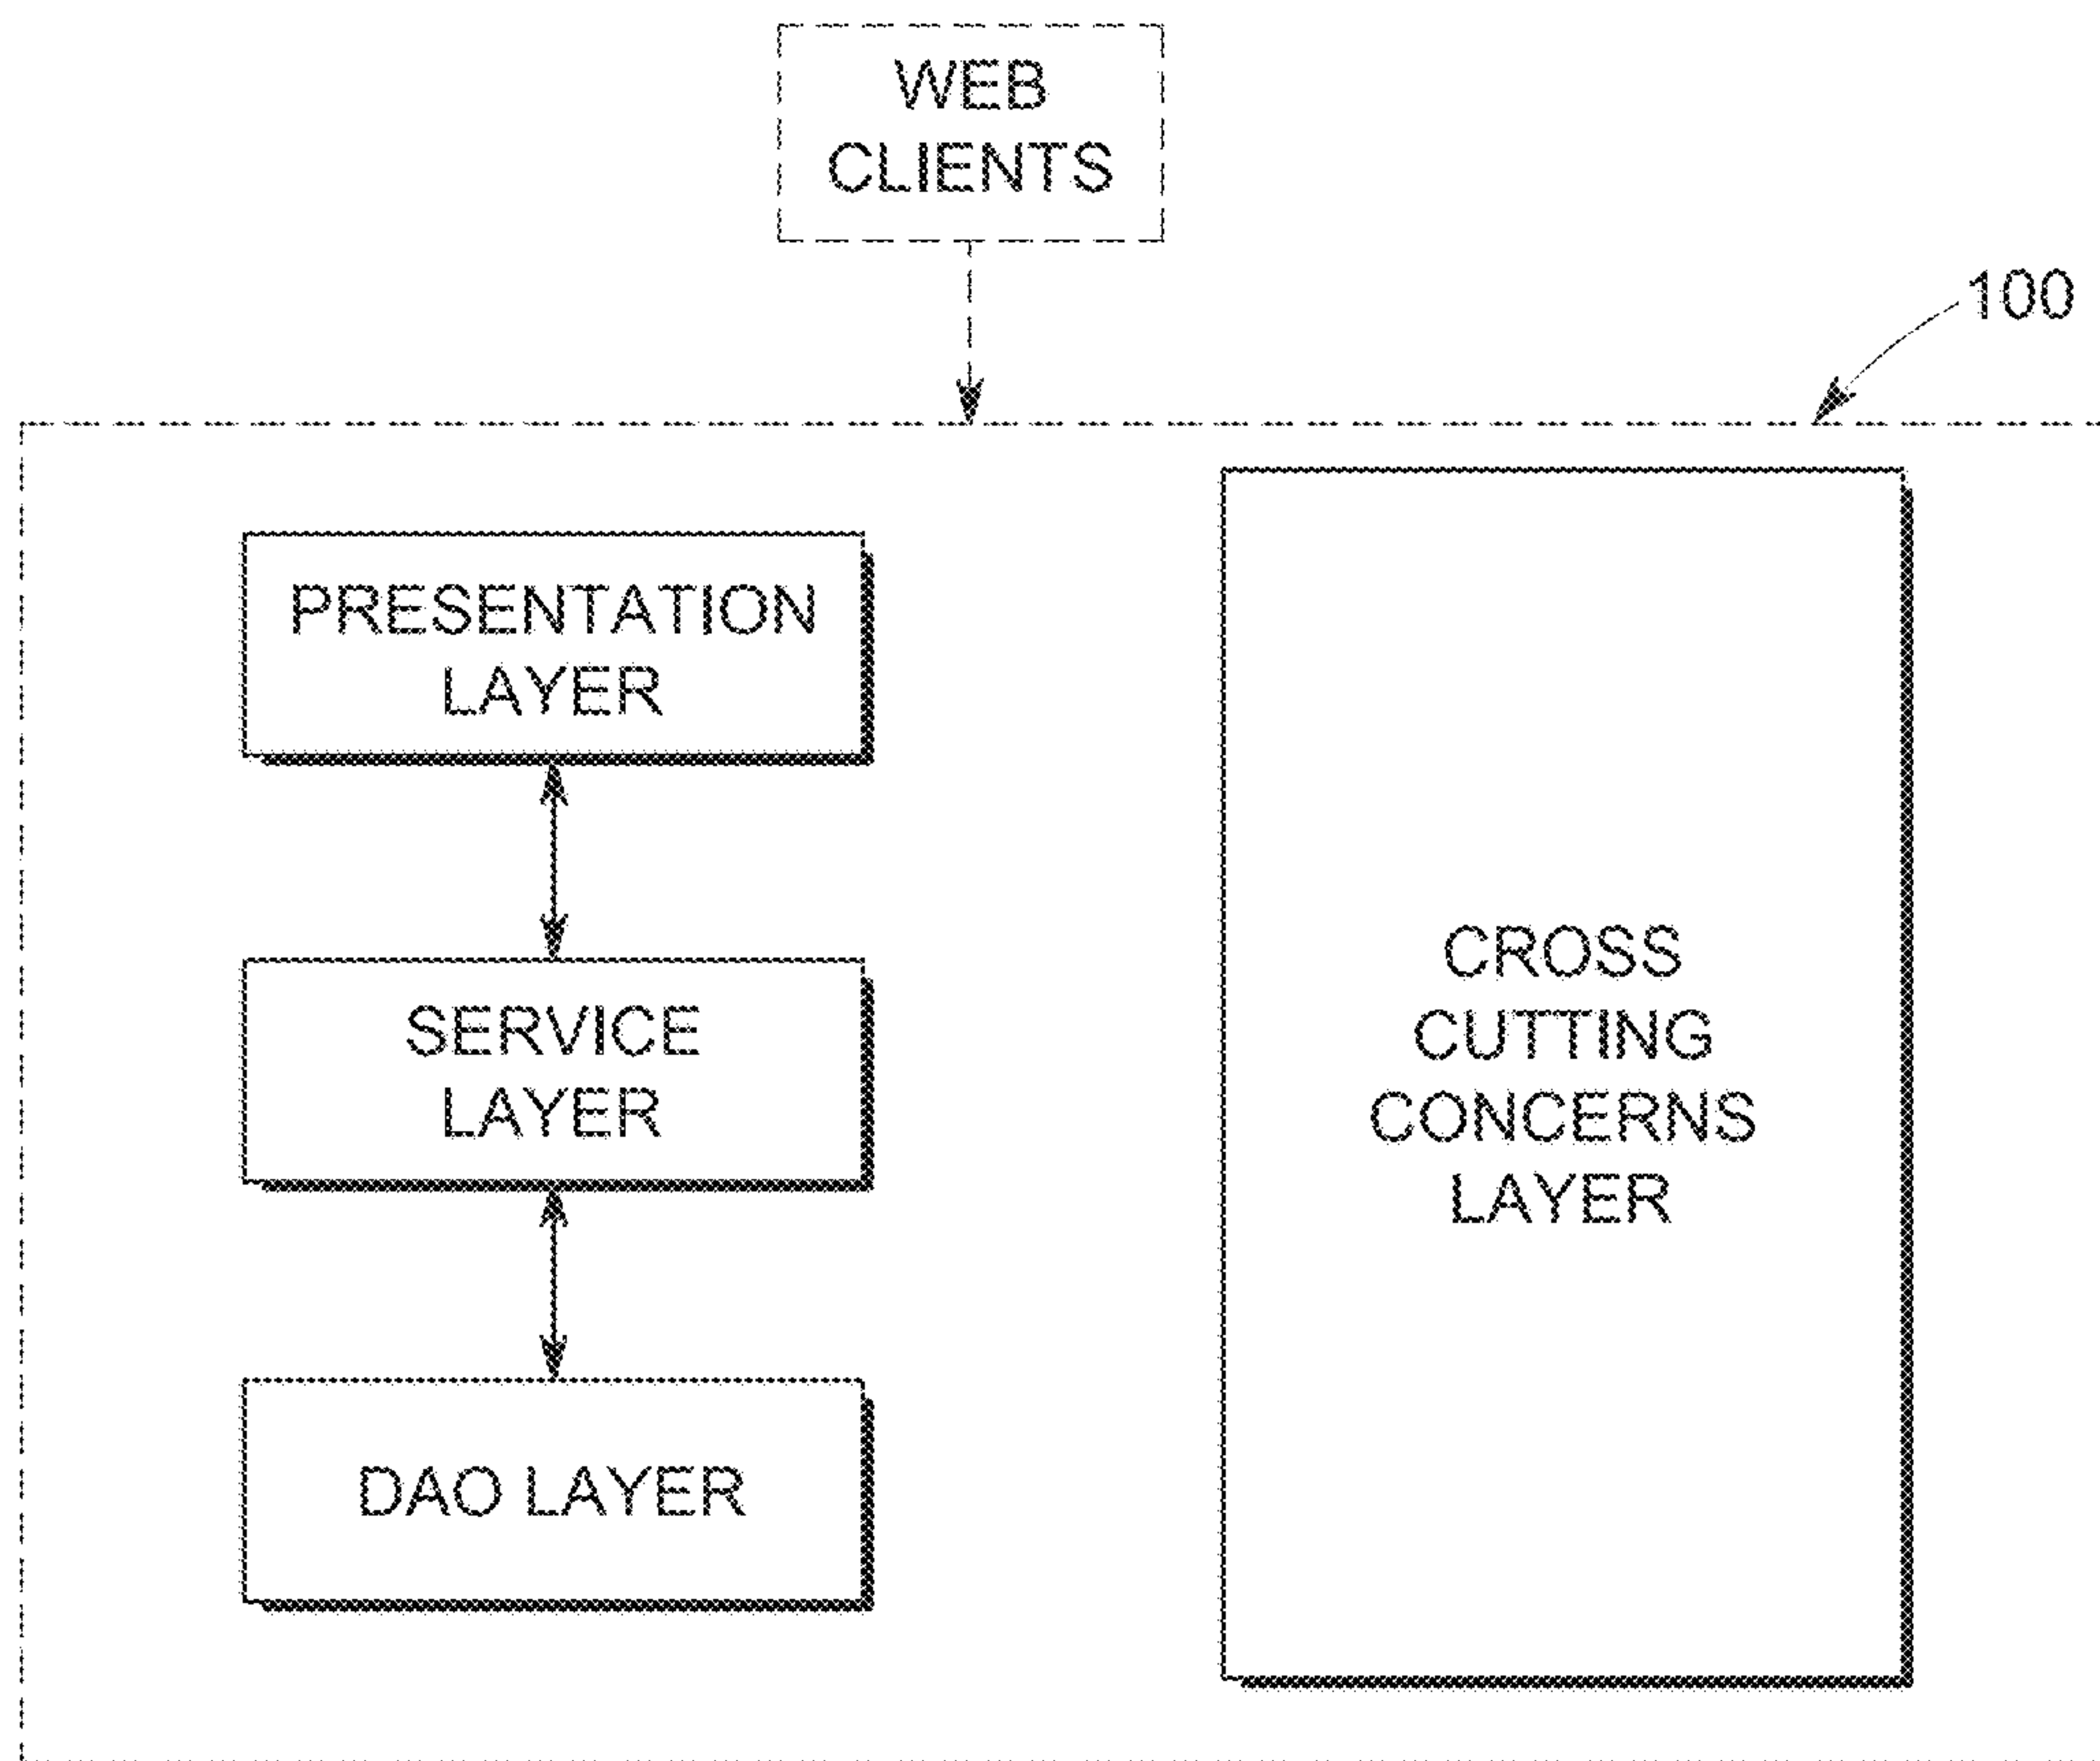 WEB
CLIENTS
100
PRESENTATION
LAYER
SERVICE
LAYER
DAO LAYER
CROSS
CUTTING
CONCERNS
LAYER